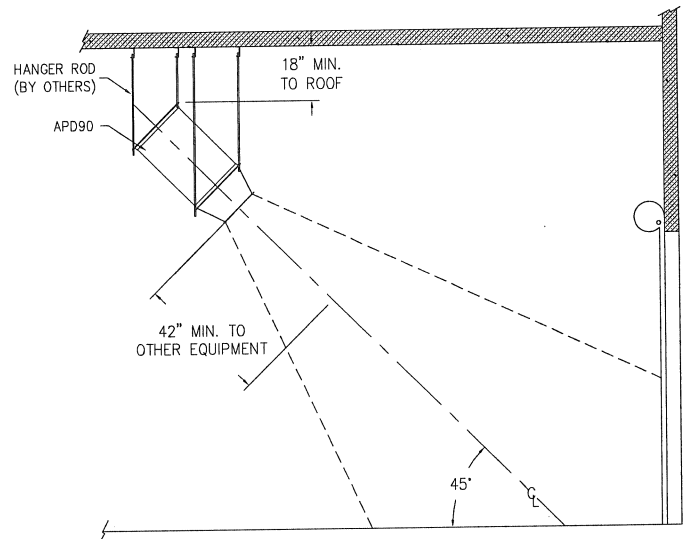 18" MIN.
TO ROOF
HANGER ROD
(BY OTHERS)
APD90
42" MIN. TO
OTHER EQUIPMENT
45°
CL